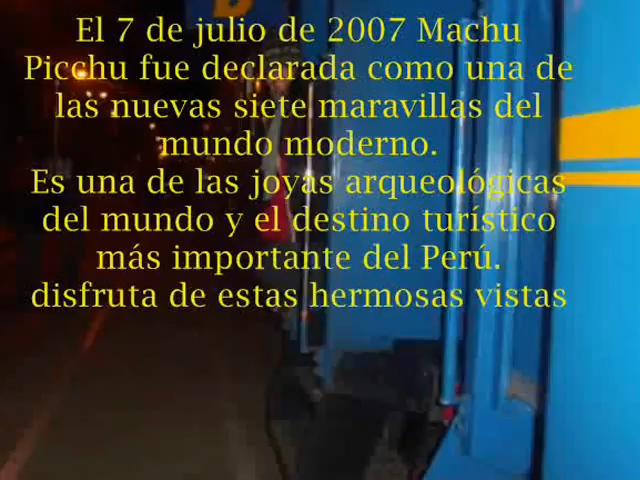 El 7 de julio de 2007 Machu
Picchu fue declarada como una de
las nuevas siete maravillas del
mundo moderno.
Es una de las joyas arqueológicas
del mundo y el destino turístico
más importante del Perú.
disfruta de estas hermosas vistas